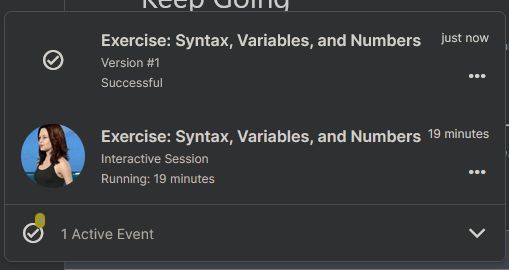 Keep Going
Exercise: Syntax, Variables, and Numbers
just now
Version #1
Successful
Exercise: Syntax, Variables, and Numbers
19 minutes
Interactive Session
Running: 19 minutes
1 Active Event